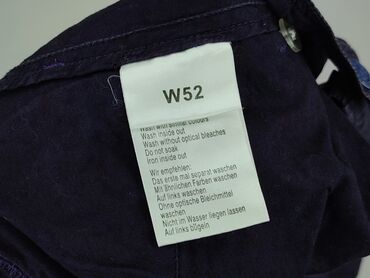 W52
Wash with similar colours
Wash inside out
Wash without optical bleaches
Do not soak
Iron inside out
Wir empfehlen:
Das erste mal separat waschen
Mit ähnlichen Farben waschen
Auf links waschen
Ohne optische Bleichmittel
waschen
Nicht im Wasser liegen lassen
Auf links bügeln